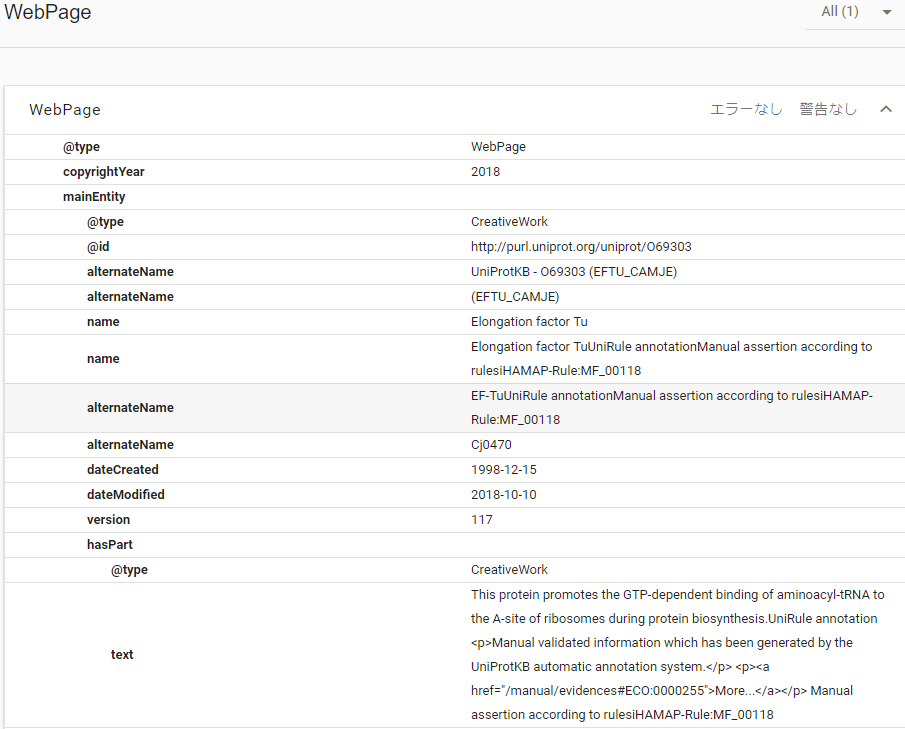 WebPage
All (1)
WebPage エラーなし 警告なし
@type WebPage
copyrightYear 2018
mainEntity
@type CreativeWork
@id http://purl.uniprot.org/uniprot/O69303
alternateName UniProtKB - O69303 (EFTU_CAMJE)
alternateName (EFTU_CAMJE)
name Elongation factor Tu
name Elongation factor TuUniRule annotationManual assertion according to
rulesiHAMAP-Rule:MF_00118
alternateName EF-TuUniRule annotationManual assertion according to rulesiHAMAP-
Rule:MF_00118
alternateName Cj0470
dateCreated 1998-12-15
dateModified 2018-10-10
version 117
hasPart
@type CreativeWork
text This protein promotes the GTP-dependent binding of aminoacyl-tRNA to
the A-site of ribosomes during protein biosynthesis.UniRule annotation
<p>Manual validated information which has been generated by the
UniProtKB automatic annotation system.</p> <p><a
href="/manual/evidences#ECO:0000255">More...</a></p> Manual
assertion according to rulesiHAMAP-Rule:MF_00118